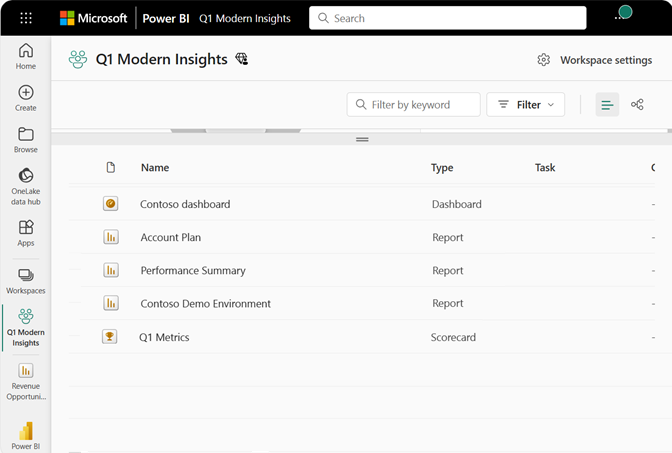 Microsoft Power BI Q1 Modern Insights Search
Home
Create
Browse
OneLake
data hub
Apps
Workspaces
Q1 Modern
Insights
Revenue
Opportuni...
Power BI
Q1 Modern Insights Workspace settings
Filter by keyword Filter
Name Type Task
Contoso dashboard Dashboard -
Account Plan Report -
Performance Summary Report -
Contoso Demo Environment Report -
Q1 Metrics Scorecard -